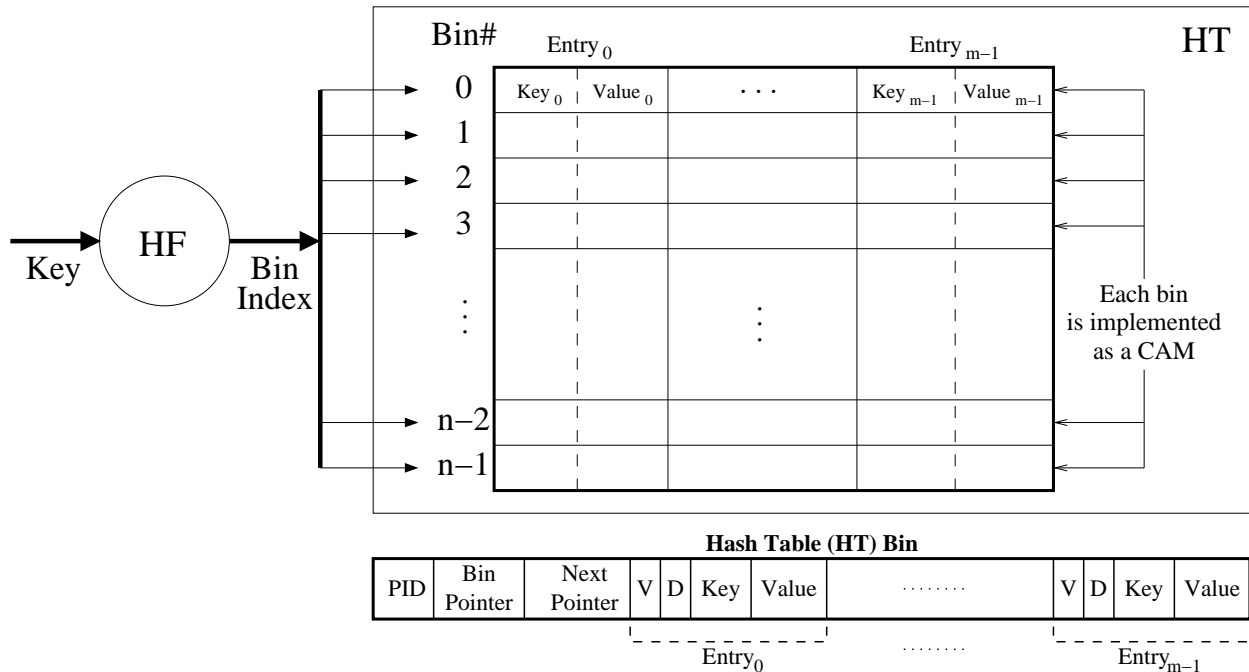 Bin#
Entry0
Entrym−1
HT
0
Key0
Value0
· · ·
Keym−1
Valuem−1
1
2
3
HF
Key
Bin
Index
Each bin
is implemented
as a CAM
n−2
n−1
Hash Table (HT) Bin
PID
Bin
Pointer
Next
Pointer
V
D
Key
Value
........
V
D
Key
Value
Entry0
........
Entrym−1